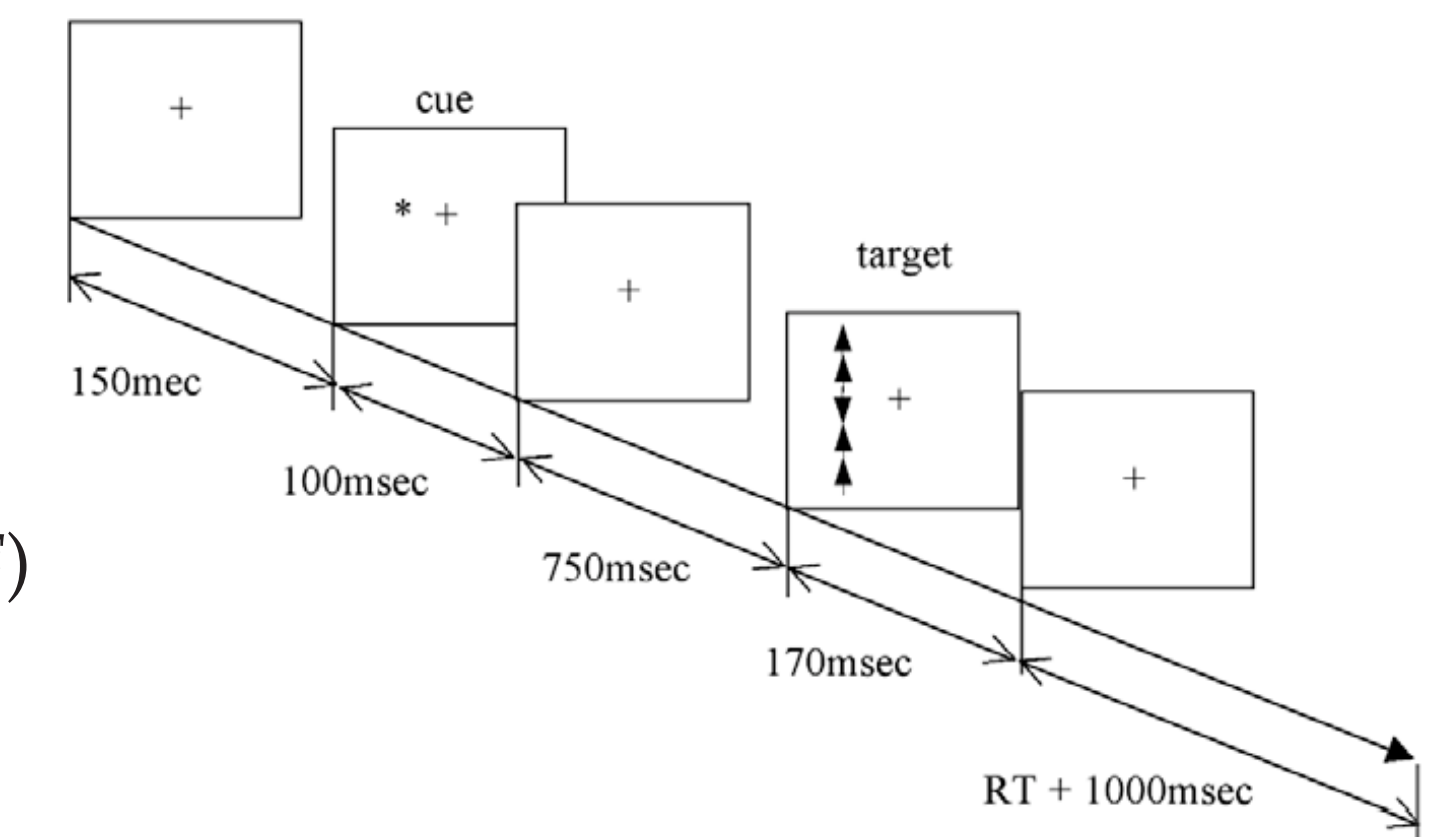 +
cue
* +
+
target
+
+
150mec
100msec
750msec
T)
170msec
RT + 1000msec